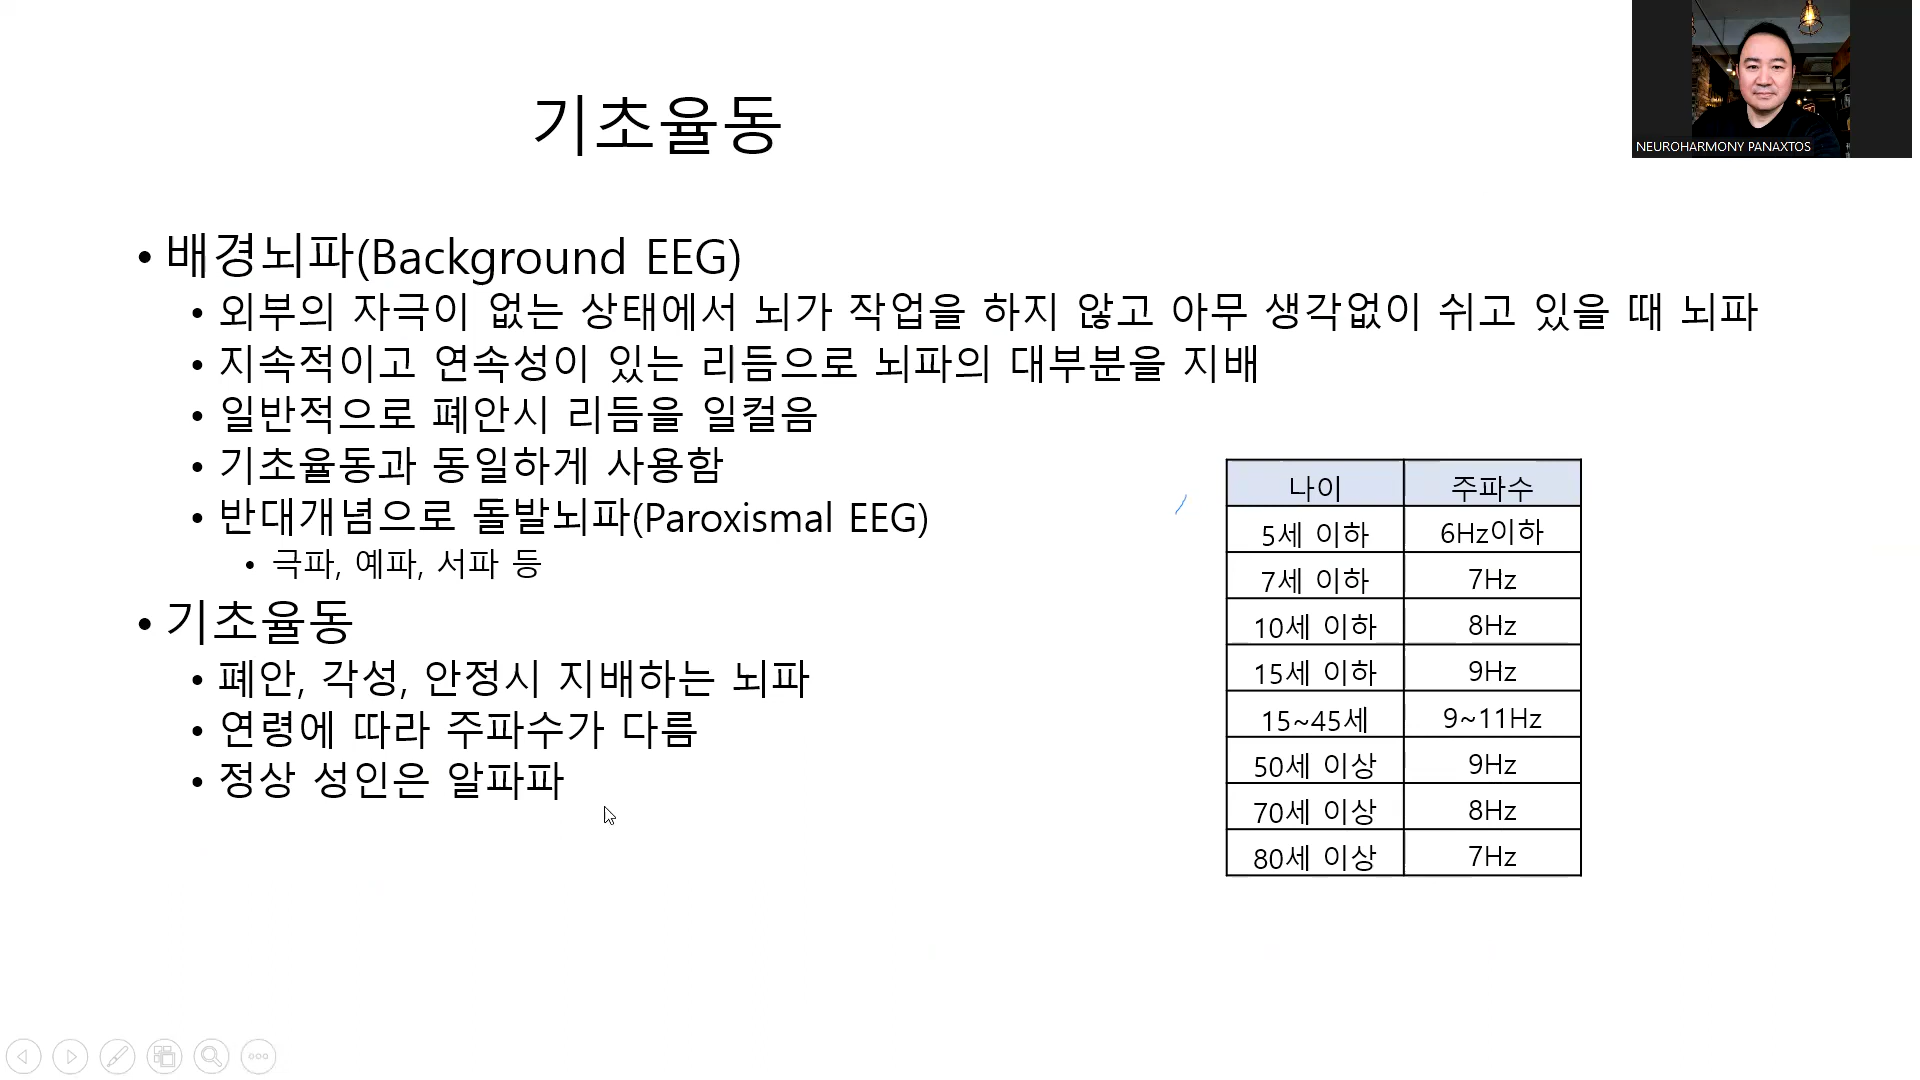 기초율동
NEUROHARMONY PANAXTOS
• 배경뇌파(Background EEG)
• 외부의 자극이 없는 상태에서 뇌가 작업을 하지 않고 아무 생각없이 쉬고 있을 때 뇌파
• 지속적이고 연속성이 있는 리듬으로 뇌파의 대부분을 지배
• 일반적으로 폐안시 리듬을 일컬음
• 기초율동과 동일하게 사용함
• 반대개념으로 돌발뇌파(Paroxismal EEG)
• 극파, 예파, 서파 등
• 기초율동
• 폐안, 각성, 안정시 지배하는 뇌파
• 연령에 따라 주파수가 다름
• 정상 성인은 알파파
나이 주파수
5세 이하 6Hz이하
7세 이하 7Hz
10세 이하 8Hz
15세 이하 9Hz
15~45세 9~11Hz
50세 이상 9Hz
70세 이상 8Hz
80세 이상 7Hz